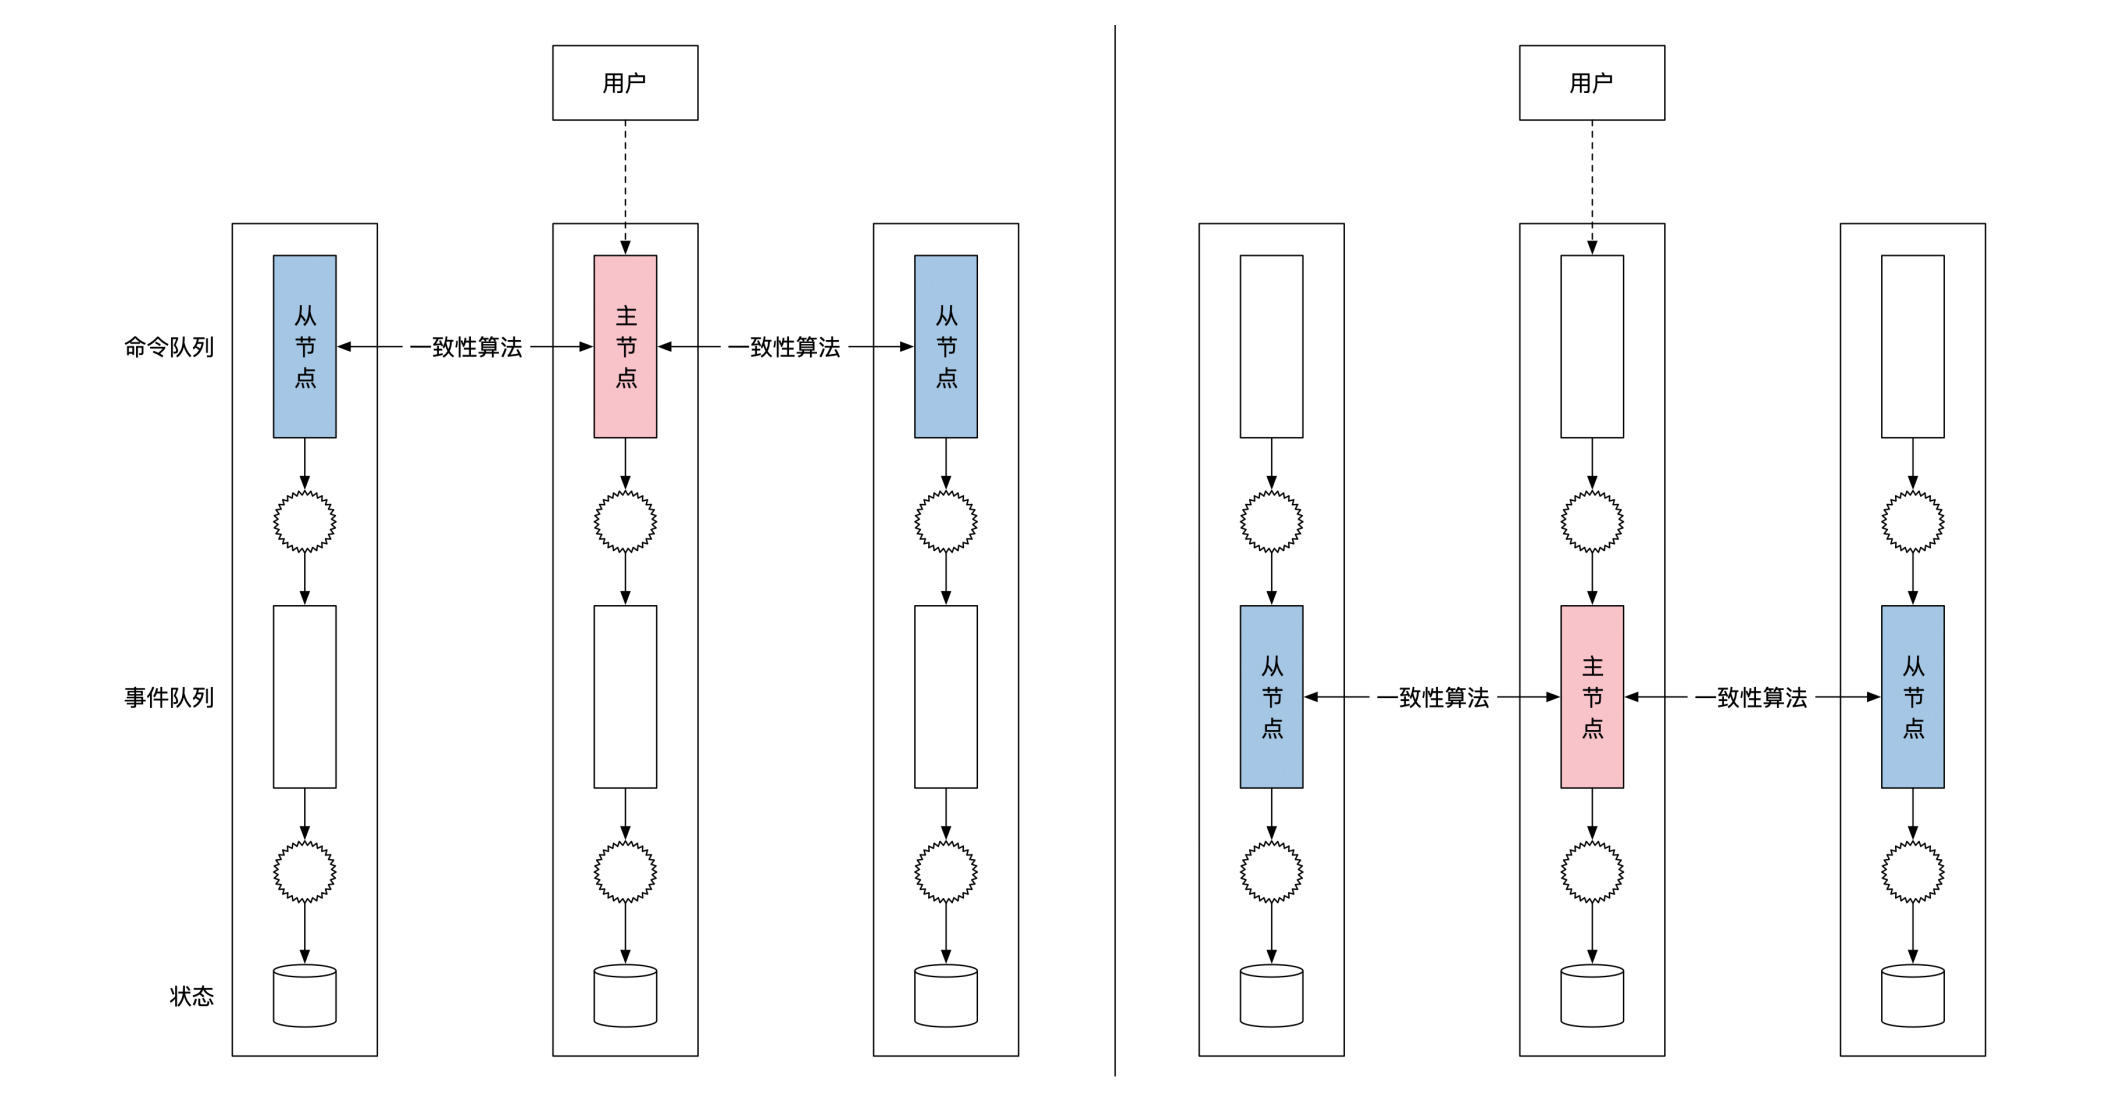 用户
用户
命令队列
从节点
一致性算法
主节点
一致性算法
从节点
事件队列
从节点
一致性算法
主节点
一致性算法
从节点
状态